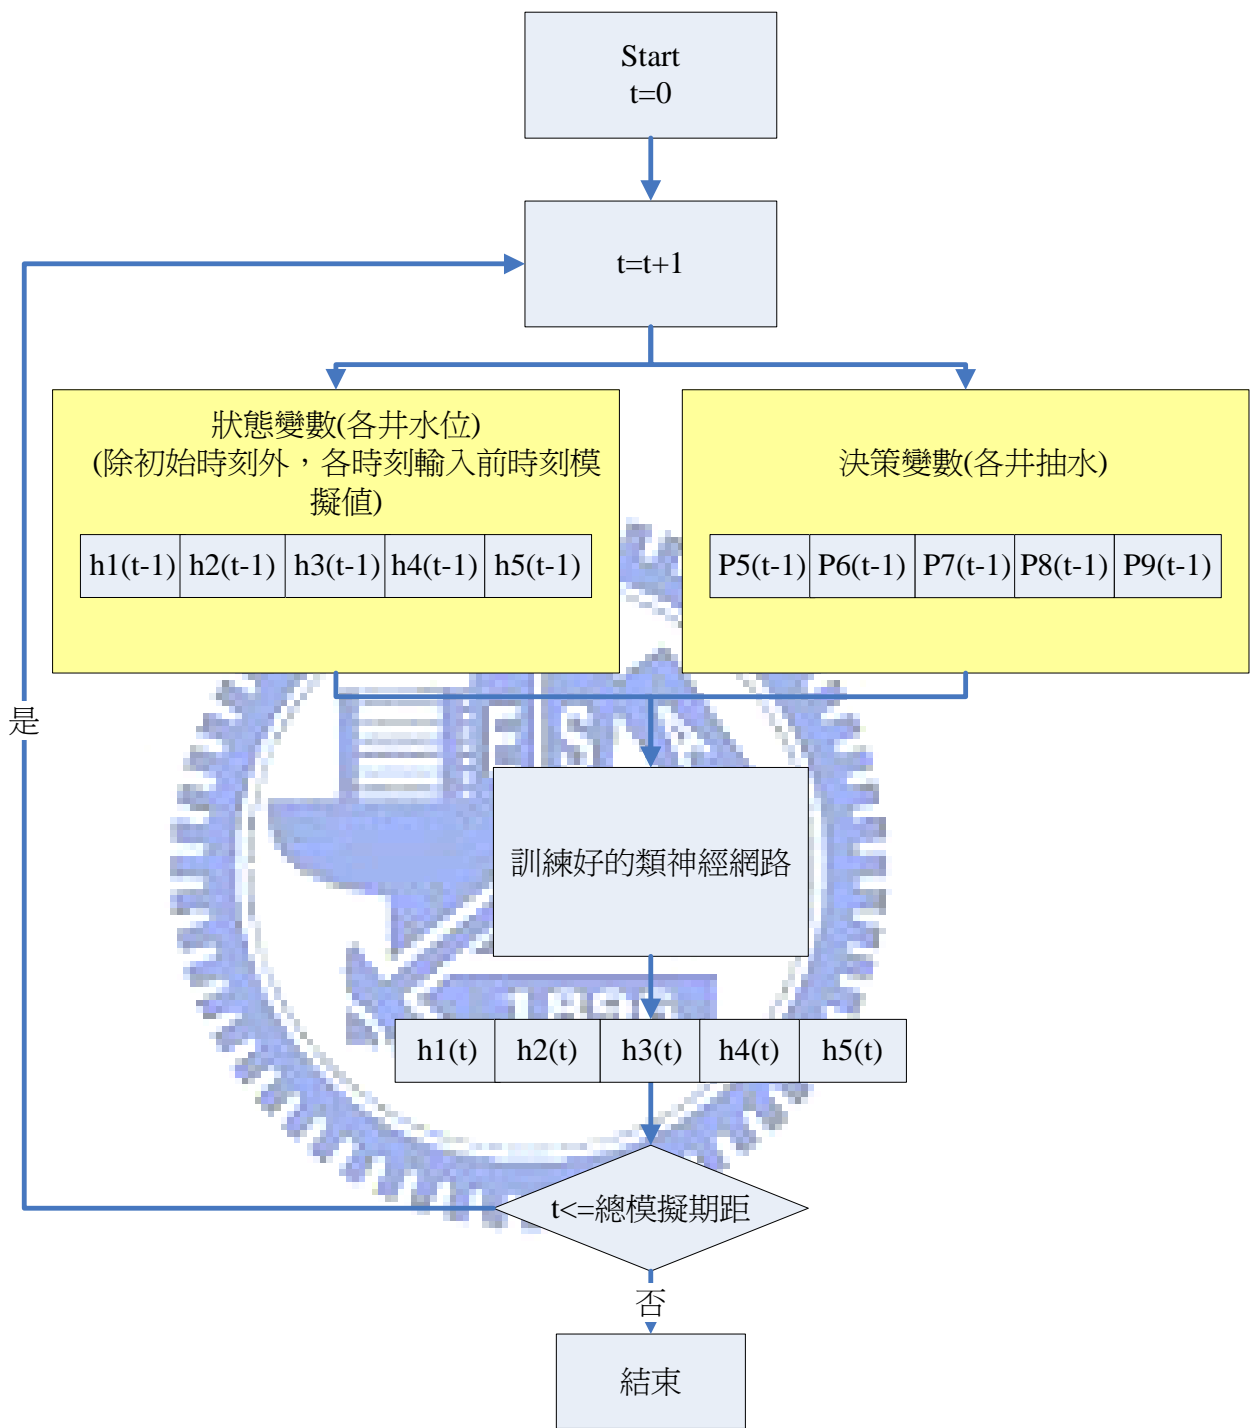 Start
t=0
t=t+1
狀態變數(各井水位)
(除初始時刻外，各時刻輸入前時刻模
擬值)
h1(t-1) h2(t-1) h3(t-1) h4(t-1) h5(t-1)
決策變數(各井抽水)
P5(t-1) P6(t-1) P7(t-1) P8(t-1) P9(t-1)
是
訓練好的類神經網路
h1(t) h2(t) h3(t) h4(t) h5(t)
t<=總模擬期距
否
結束